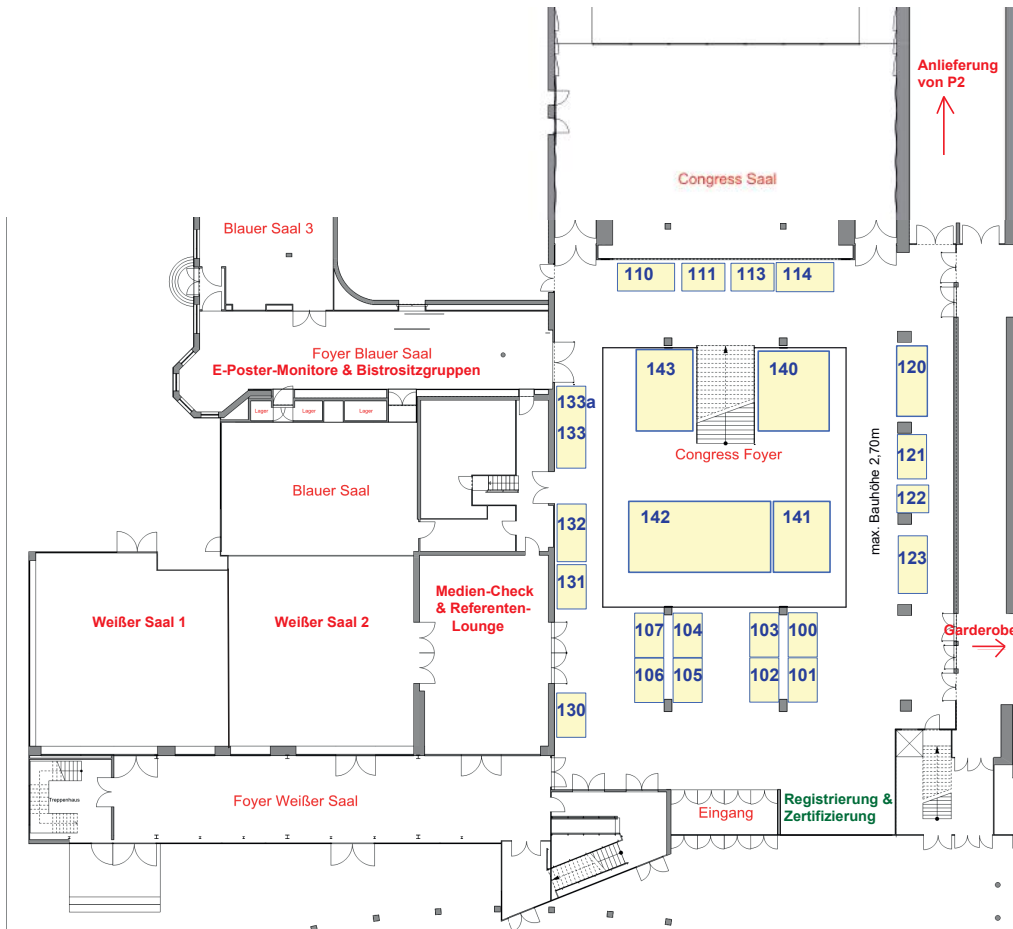 Anlieferung
von P2
Congress Saal
Blauer Saal 3
110
111
113
114
Foyer Blauer Saal
E-Poster-Monitore & Bistrositzgruppen
143
140
120
133a
133
Lager
Lager
Lager
Congress Foyer
121
max. Bauhöhe 2,70m
Blauer Saal
122
132
142
141
123
131
Medien-Check
& Referenten-
Lounge
Weißer Saal 1
Weißer Saal 2
107
104
103
100
Garderobe
106
105
102
101
130
Treppenhaus
Foyer Weißer Saal
Eingang
Registrierung &
Zertifizierung